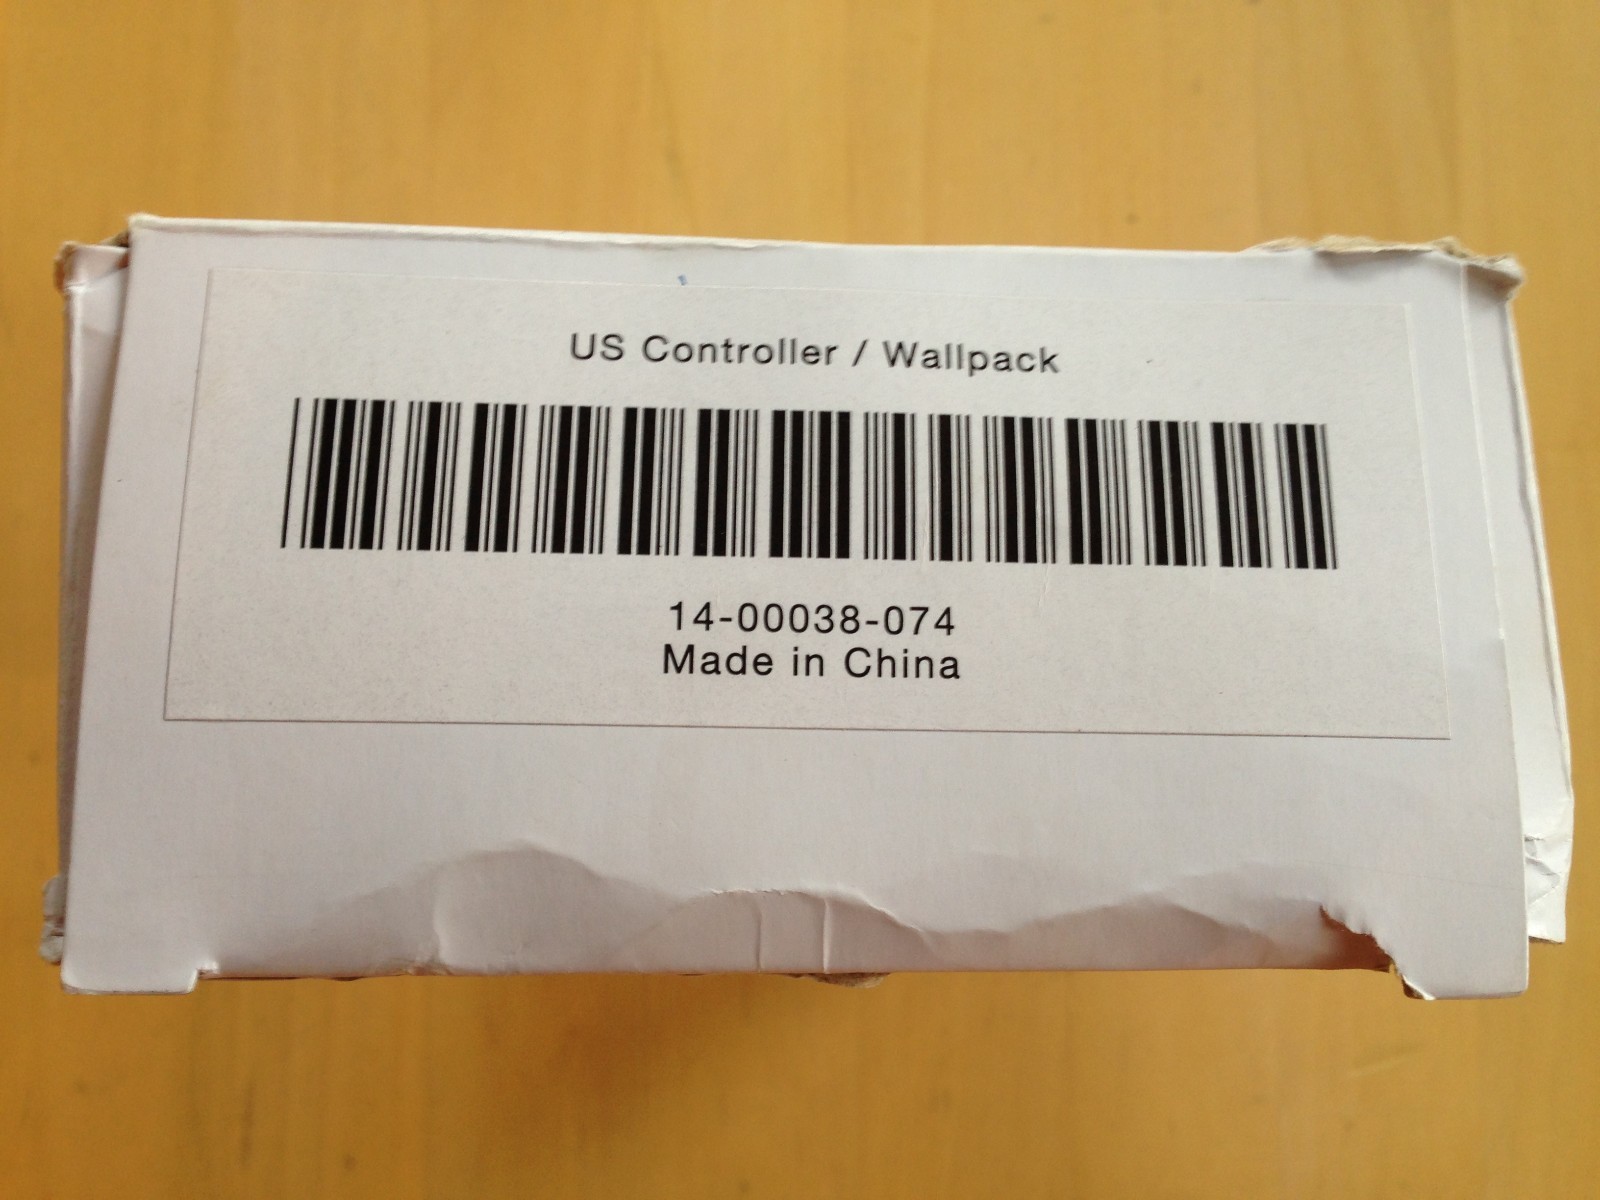 US Controller / Wallpack
14-00038-074
Made in China